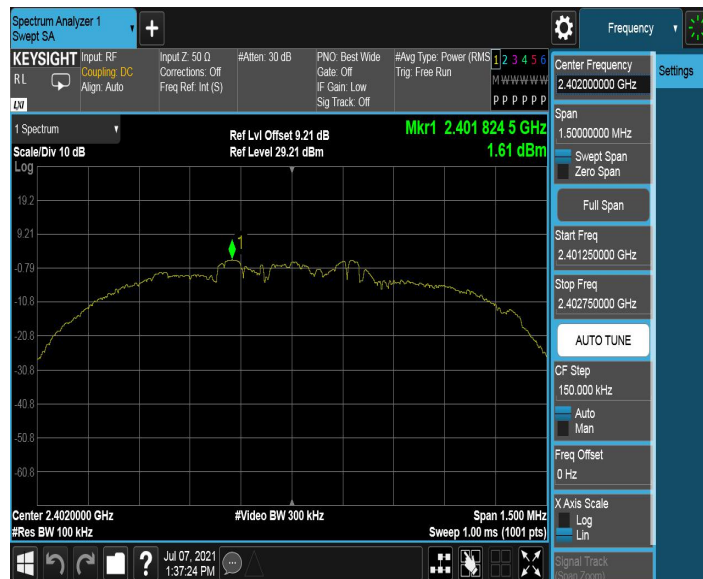 Spectrum Analyzer 1
Swept SA
+
Frequency
KEYSIGHT
RL
LXI
Input: RF
Coupling: DC
Align: Auto
Input Z: 50 Ω
Corrections: Off
Freq Ref: Int (S)
#Atten: 30 dB
PNO: Best Wide
Gate: Off
IF Gain: Low
Sig Track: Off
#Avg Type: Power (RMS
Trig: Free Run
1 2 3 4 5 6
M W W W W W
P P P P P P
1 Spectrum
Scale/Div 10 dB
Log
Ref Lvl Offset 9.21 dB
Ref Level 29.21 dBm
Mkr1 2.401 824 5 GHz
1.61 dBm
19.2
9.21
-0.79
-10.8
-20.8
-30.8
-40.8
-50.8
-60.8
1
Center 2.4020000 GHz
#Res BW 100 kHz
#Video BW 300 kHz
Span 1.500 MHz
Sweep 1.00 ms (1001 pts)
?
Jul 07, 2021
1:37:24 PM
Center Frequency
2.402000000 GHz
Span
1.50000000 MHz
Swept Span
Zero Span
Full Span
Start Freq
2.401250000 GHz
Stop Freq
2.402750000 GHz
AUTO TUNE
CF Step
150.000 kHz
Auto
Man
Freq Offset
0 Hz
X Axis Scale
Log
Lin
Signal Track
(Span Zoom)
Settings